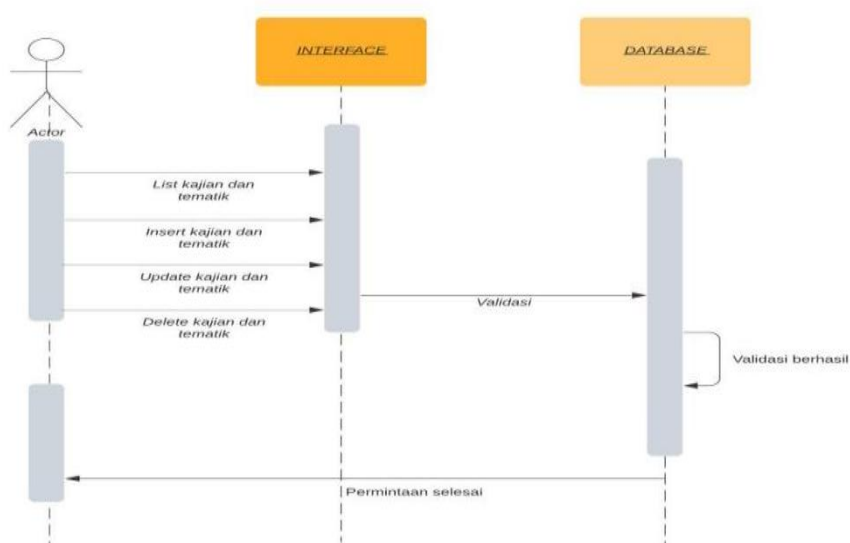 INTERFACE
DATABASE
Actor
List kajian dan
tematik
Insert kajian dan
tematik
Update kajian dan
tematik
Validasi
Delete kajian dan
tematik
Validasi berhasil
Permintaan selesai